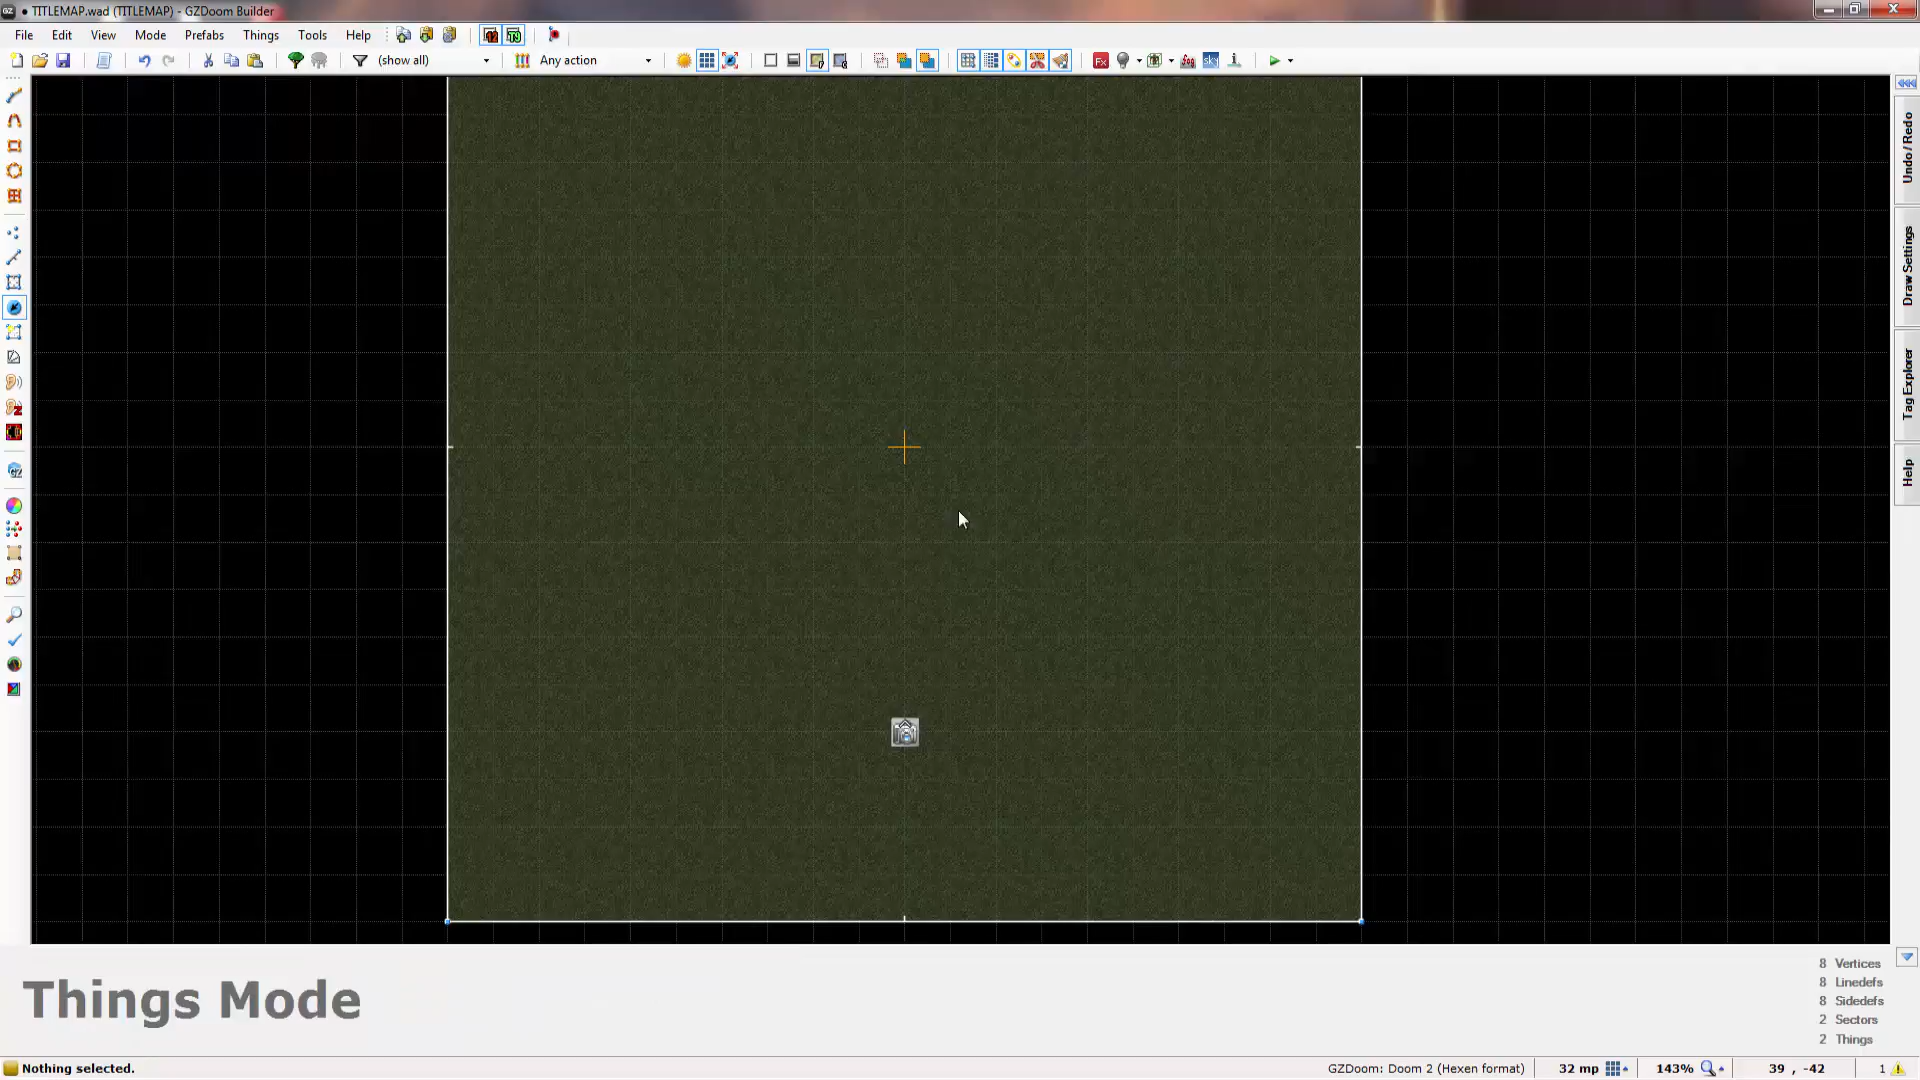 • TITLEMAP.wad (TITLEMAP) - GZDoom Builder
File Edit View Mode Prefabs Things Tools Help
(show all) Any action
Undo / Redo
Draw Settings
Tag Explorer
Help
Things Mode
8 Vertices
8 Linedefs
8 Sidedefs
2 Sectors
2 Things
Nothing selected. GZDoom: Doom 2 (Hexen format) 32 mp 143% 39 , -42 1